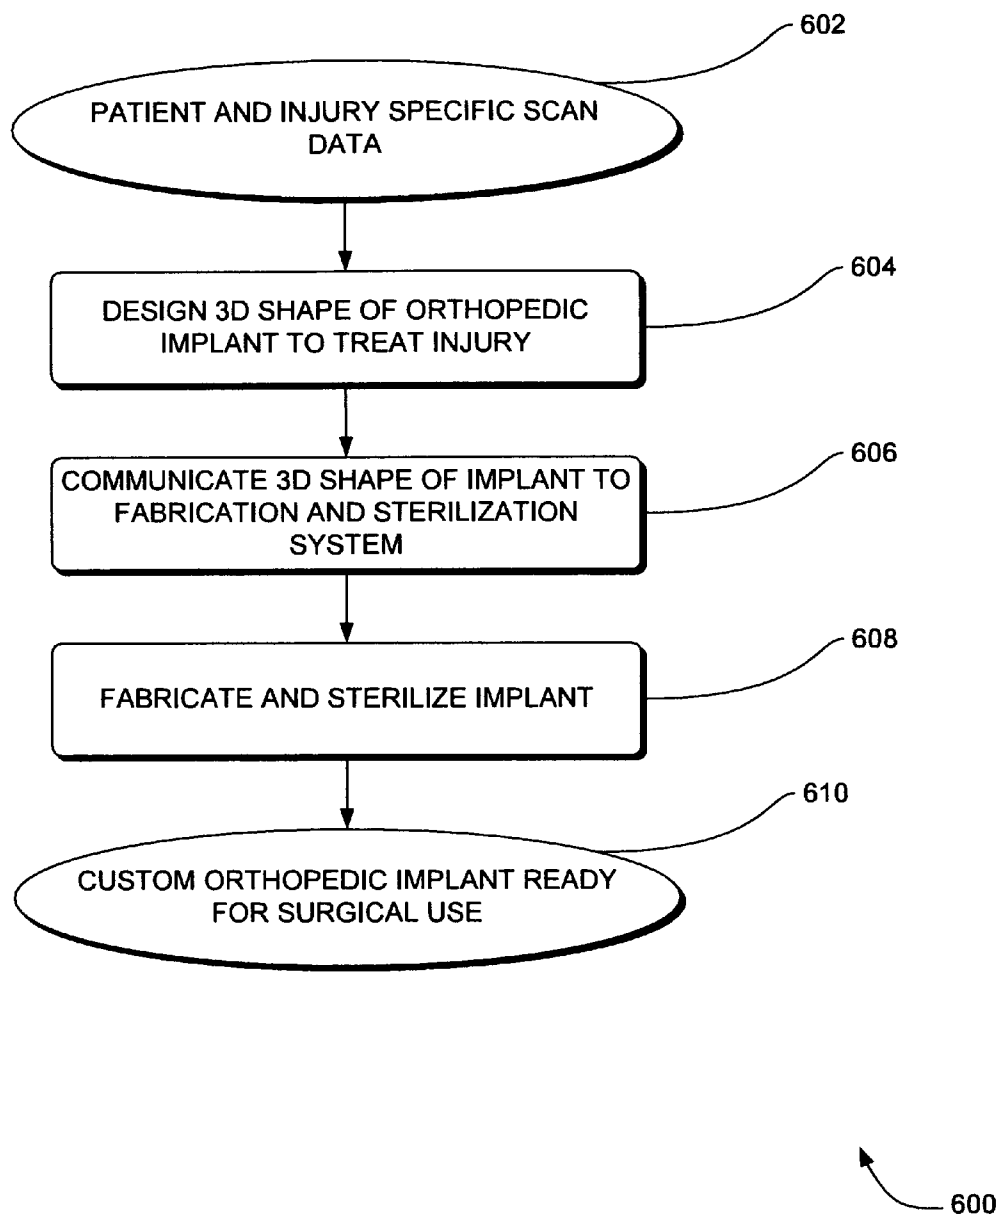 602
PATIENT AND INJURY SPECIFIC SCAN
DATA
604
DESIGN 3D SHAPE OF ORTHOPEDIC
IMPLANT TO TREAT INJURY
606
COMMUNICATE 3D SHAPE OF IMPLANT TO
FABRICATION AND STERILIZATION
SYSTEM
608
FABRICATE AND STERILIZE IMPLANT
610
CUSTOM ORTHOPEDIC IMPLANT READY
FOR SURGICAL USE
600